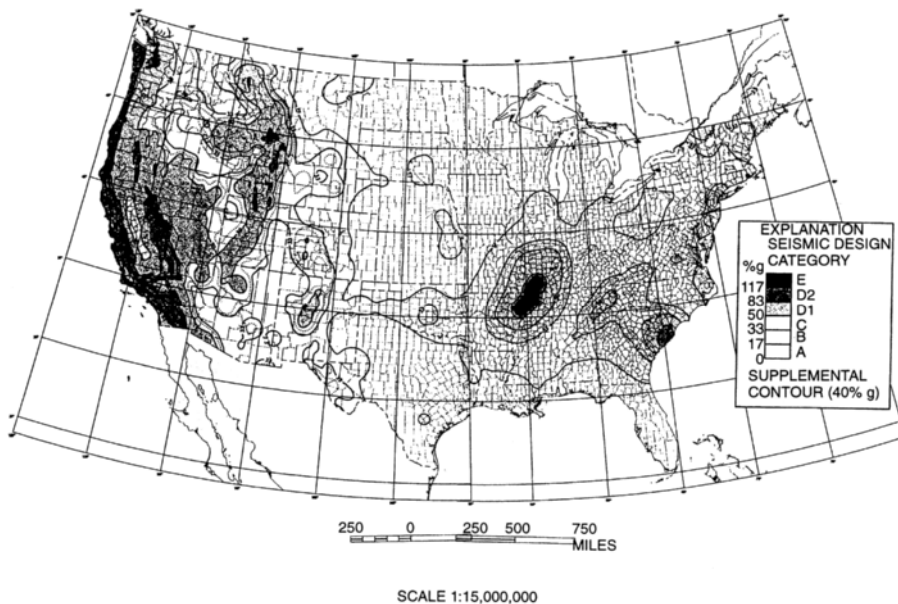 EXPLANATION
SEISMIC DESIGN
CATEGORY
%g
E
117
D2
83
D1
50
C
33
B
17
A
0
SUPPLEMENTAL
CONTOUR (40% g)
250 0 250 500 750
MILES
SCALE 1:15,000,000